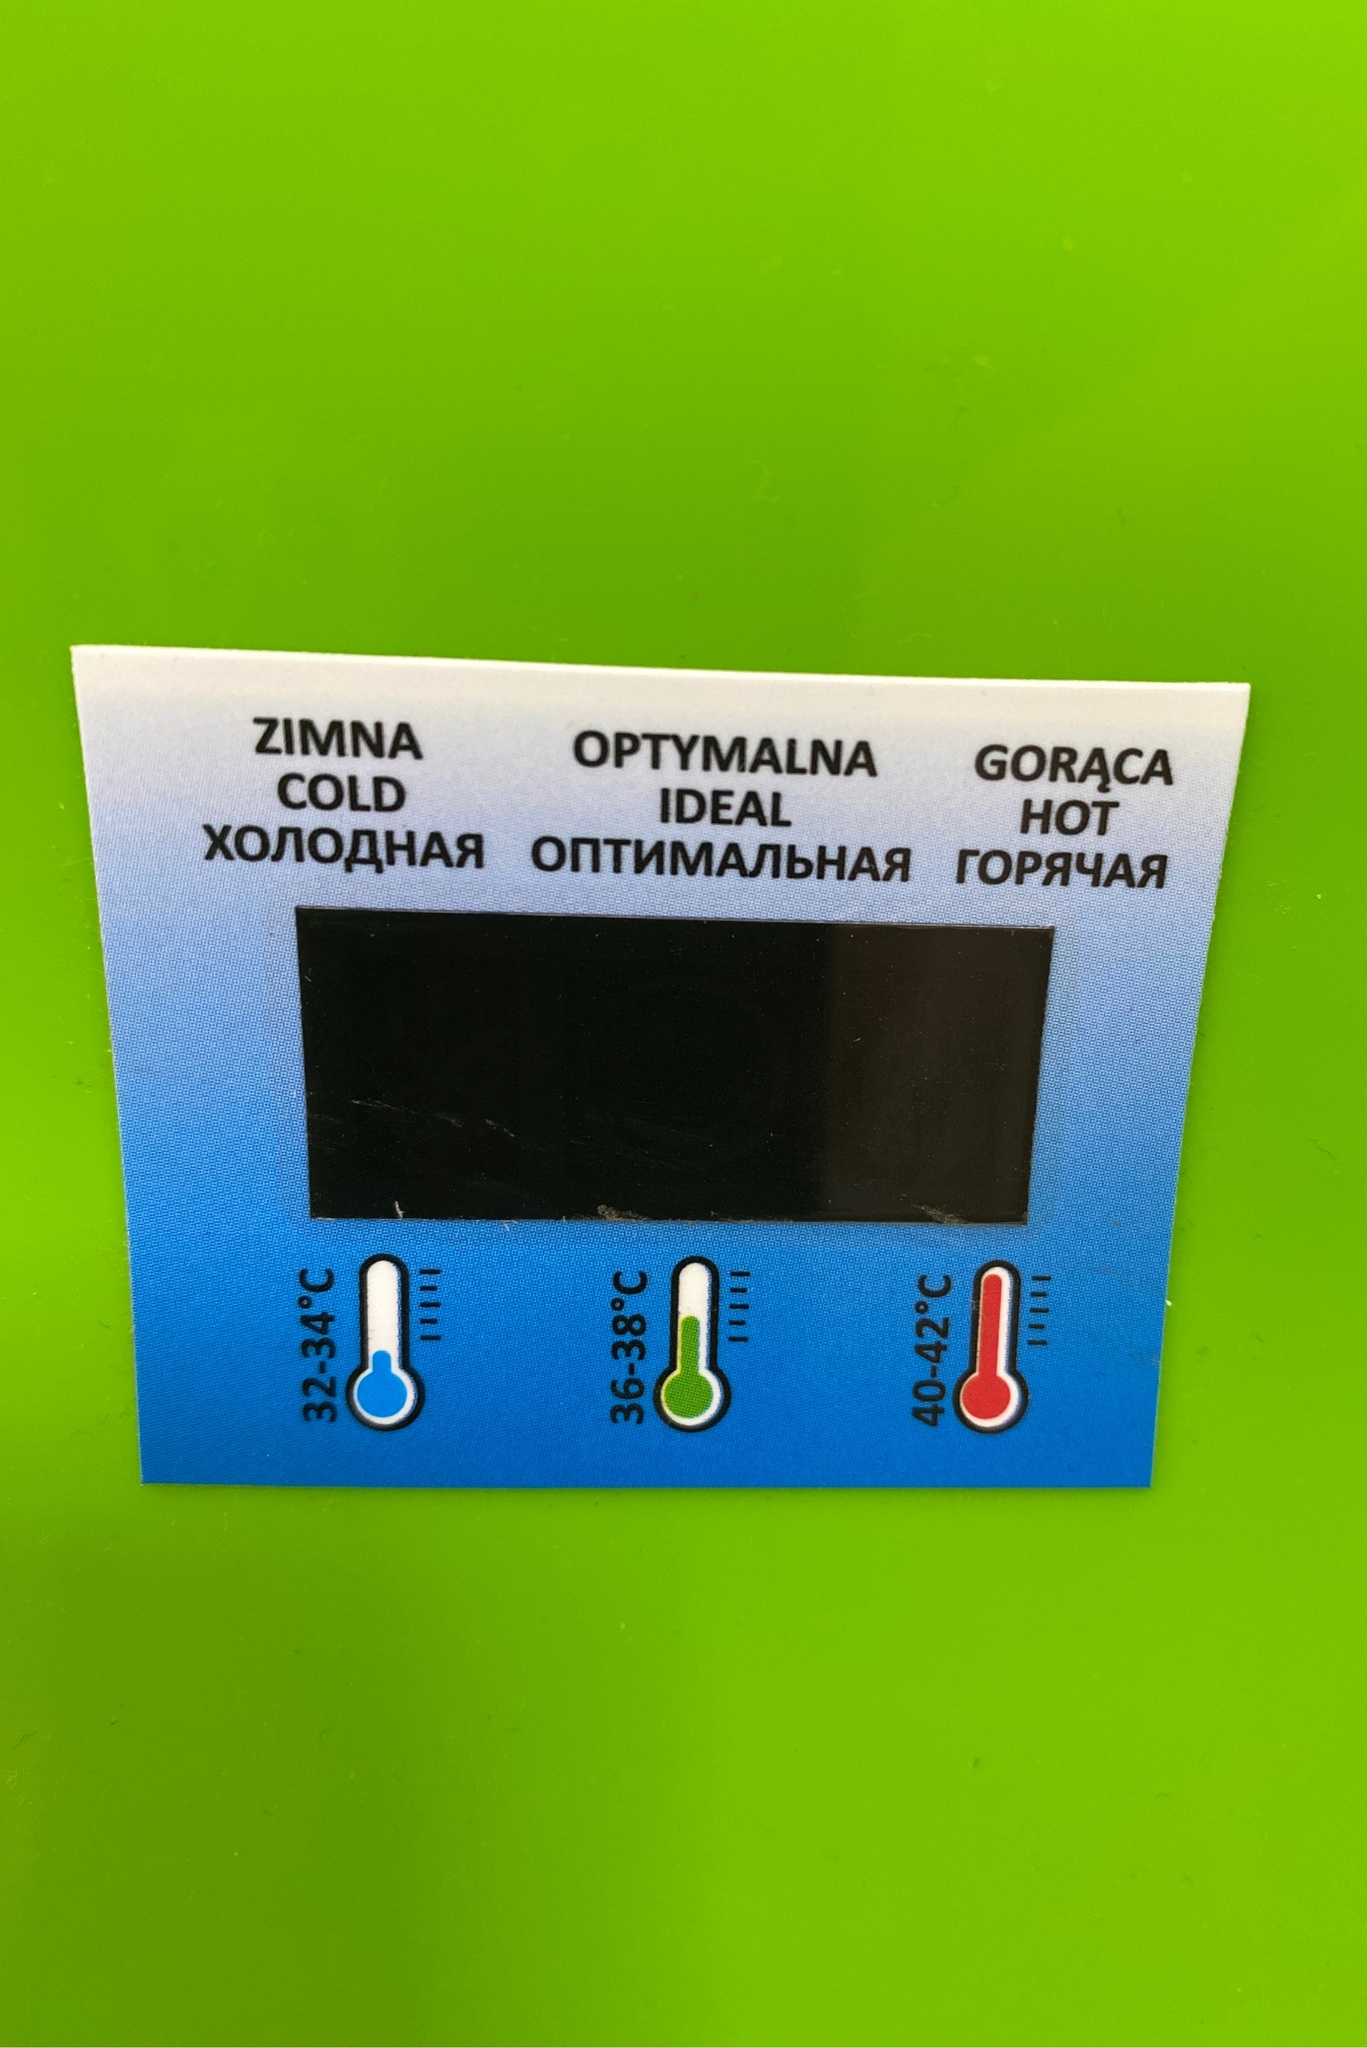 ZIMNA
COLD
ХОЛОДНАЯ
OPTYMALNA
IDEAL
ОПТИМАЛЬНАЯ
GORĄCA
HOT
ГОРЯЧАЯ
32-34°C
36-38°C
40-42°C